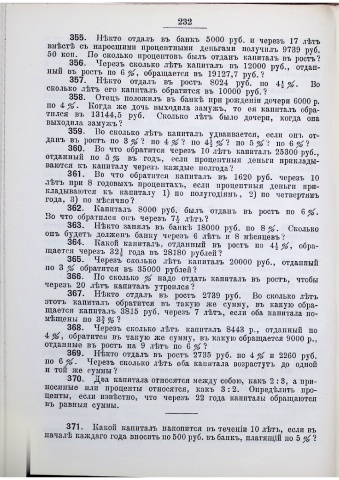 232
355. Нѣкто отдалъ въ банкъ 5000 руб. и черезъ 17 лѣтъ
вмѣстѣ съ наросшими процентными деньгами получилъ 9739 руб.
50 коп. По сколько процентовъ былъ отданъ капиталъ въ ростъ?
356. Черезъ сколько лѣтъ капиталъ въ 12000 руб., отдан-
ный въ ростъ по 6%, обращается въ 19127,7 руб.?
357. Нѣкто отдалъ въ ростъ 8024 руб. по 4½%. Во
сколько лѣтъ его капиталъ обратится въ 10000 руб.?
358. Отецъ положилъ въ банкъ при рожденіи дочери 6000 р.
по 4%. Когда же дочь выходила замужъ, то ея капиталъ обра-
тился въ 13144,5 руб. Сколько лѣтъ было дочери, когда она
выходила замужъ?
359. Во сколько лѣтъ капиталъ удваивается, если онъ от-
данъ въ ростъ по 3%? по 4%? по 4½%? по 5%? по 6%?
360. Во что обратится черезъ 10 лѣтъ капиталъ 25300 руб.,
отданный по 5% въ годъ, если процентныя деньги приклады-
ваются къ капиталу черезъ каждые полгода?
361. Во что обратится капиталъ въ 1620 руб. черезъ 10
лѣтъ при 8 годовыхъ процентахъ, если процентныя деньги при-
кладываются къ капиталу 1) по полугодіямъ, 2) по четвертямъ
года, 3) по мѣсячно?
362. Капиталъ 8000 руб. былъ отданъ въ ростъ по 6%.
Во что обратился онъ черезъ 7½ лѣтъ?
363. Нѣкто занялъ въ банкѣ 18000 руб. по 8%. Сколько
онъ будетъ долженъ банку черезъ 6 лѣтъ и 8 мѣсяцевъ?
364. Какой капиталъ, отданный въ ростъ по 4½%, обра-
щается черезъ 32½ года въ 28180 рублей?
365. Черезъ сколько лѣтъ капиталъ 20000 руб., отданный
по 3% обратится въ 35000 рублей?
366. По сколько % надо отдать капиталъ въ ростъ, чтобы
черезъ 20 лѣтъ капиталъ утроился?
367. Нѣкто отдалъ въ ростъ 2739 руб. Во сколько лѣтъ
этотъ капиталъ обратится въ такую же сумму, въ какую обра-
щается капиталъ 3815 руб. черезъ 7 лѣтъ, если оба капитала по-
мѣщены по 3¾%?
368. Черезъ сколько лѣтъ капиталъ 8443 р., отданный по
4%, обратится въ такую же сумму, въ какую обращается 9000 р.,
отданные въ ростъ на 9 лѣтъ по 6%?
369. Нѣкто отдалъ въ ростъ 2735 руб. по 4% и 2260 руб.
по 6%. Черезъ сколько лѣтъ оба капитала возрастутъ до одной
и той же суммы?
370. Два капитала относятся между собою, какъ 2:3, а при-
носимые или проценты относятся, какъ 3:2. Опредѣлить про-
центы, если извѣстно, что черезъ 22 года капиталы обращаются
въ равныя суммы.
371. Какой капиталъ накопится въ теченіи 10 лѣтъ, если въ
началѣ каждаго года вносить по 500 руб. въ банкъ, платящій по 5%?